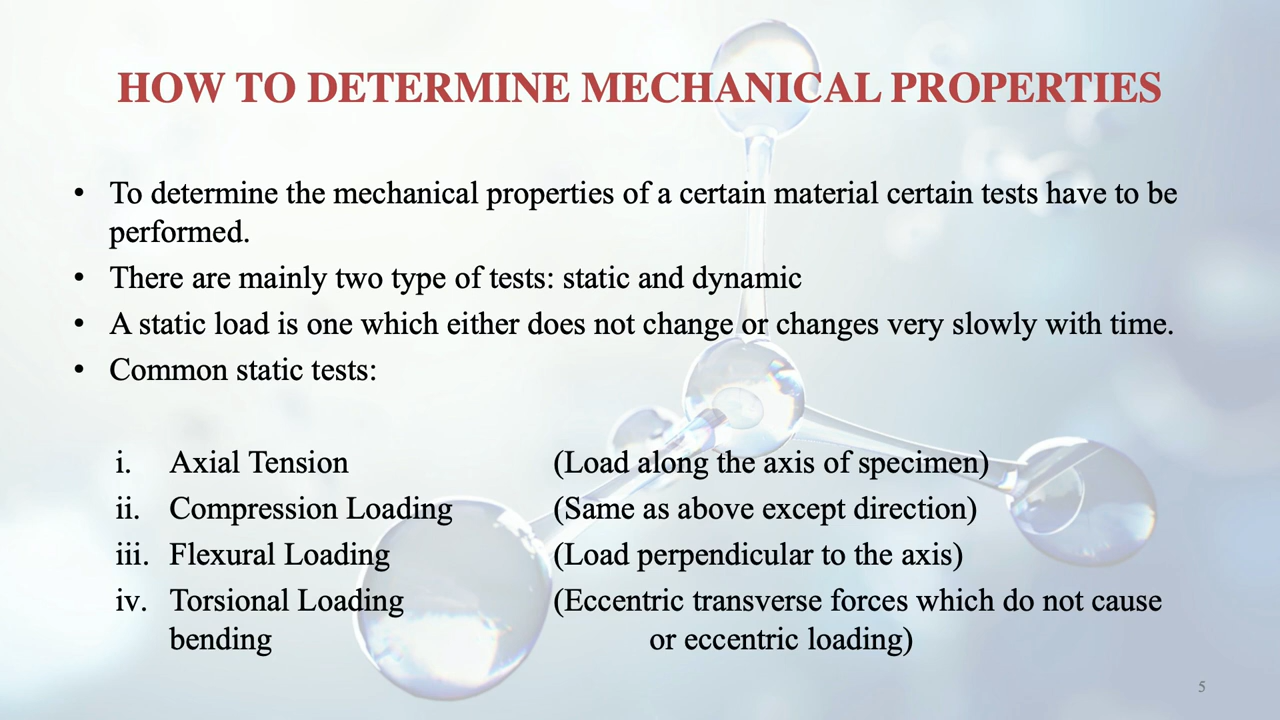 HOW TO DETERMINE MECHANICAL PROPERTIES
• To determine the mechanical properties of a certain material certain tests have to be
performed.
• There are mainly two type of tests: static and dynamic
• A static load is one which either does not change or changes very slowly with time.
• Common static tests:
i. Axial Tension (Load along the axis of specimen)
ii. Compression Loading (Same as above except direction)
iii. Flexural Loading (Load perpendicular to the axis)
iv. Torsional Loading (Eccentric transverse forces which do not cause
bending or eccentric loading)
5